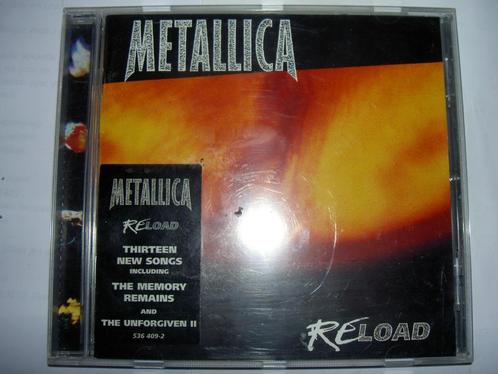 METALLICA
METALLICA
RELOAD
THIRTEEN
NEW SONGS
INCLUDING
THE MEMORY
REMAINS
AND
THE UNFORGIVEN II
536 409-2
RELOAD